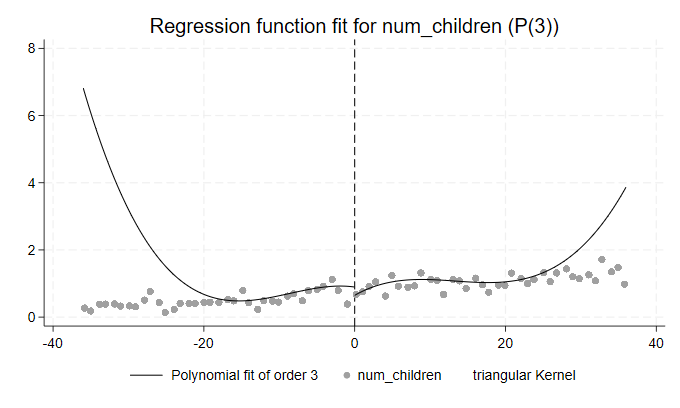 Regression function fit for num_children (P(3))
8
6
4
2
0
-40 -20 0 20 40
Polynomial fit of order 3 num_children triangular Kernel